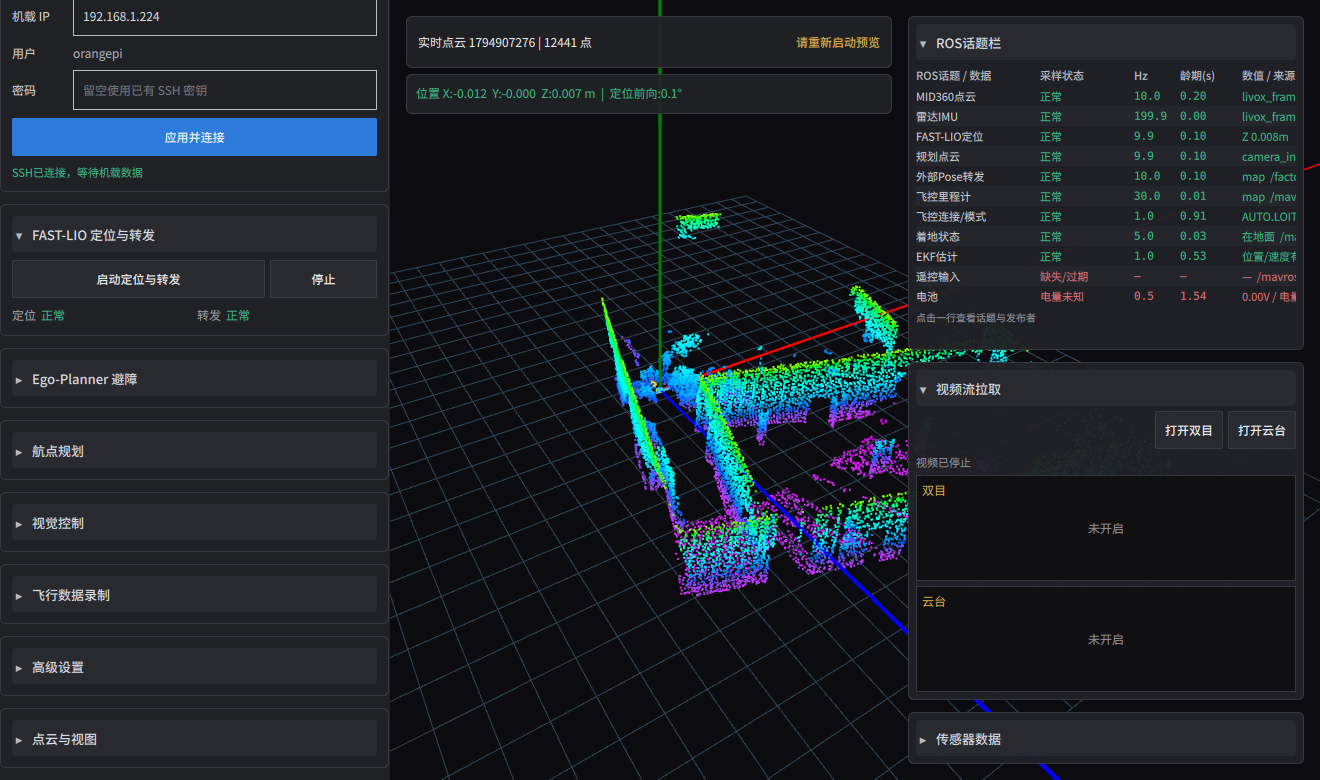 机载 IP 192.168.1.224
用户 orangepi
密码 留空使用已有 SSH 密钥
应用并连接
SSH已连接，等待机载数据
▾ FAST-LIO 定位与转发
启动定位与转发 停止
定位 正常 转发 正常
▸ Ego-Planner 避障
▸ 航点规划
▸ 视觉控制
▸ 飞行数据录制
▸ 高级设置
▸ 点云与视图
实时点云 1794907276 | 12441 点 请重新启动预览
位置 X:-0.012 Y:-0.000 Z:0.007 m | 定位前向:0.1°
▾ ROS话题栏
ROS话题 / 数据 采样状态 Hz 龄期(s) 数值 / 来源
MID360点云 正常 10.0 0.20 livox_fram
雷达IMU 正常 199.9 0.00 livox_fram
FAST-LIO定位 正常 9.9 0.10 Z 0.008m
规划点云 正常 9.9 0.10 camera_in
外部Pose转发 正常 10.0 0.10 map /facto
飞控里程计 正常 30.0 0.01 map /mav
飞控连接/模式 正常 1.0 0.91 AUTO.LOIT
着地状态 正常 5.0 0.03 在地面 /ma
EKF估计 正常 1.0 0.53 位置/速度有
遥控输入 缺失/过期 — — — /mavros
电池 电量未知 0.5 1.54 0.00V / 电量
点击一行查看话题与发布者
▾ 视频流拉取
打开双目 打开云台
视频已停止
双目
未开启
云台
未开启
▸ 传感器数据